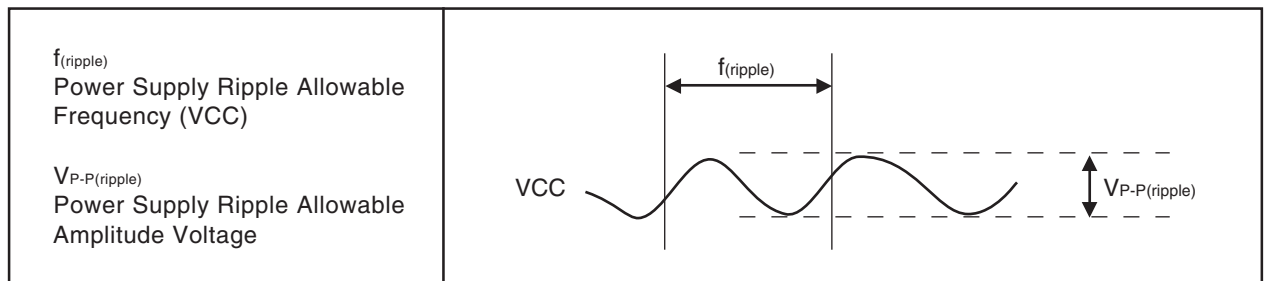 f(ripple)
Power Supply Ripple Allowable
Frequency (VCC)
VP-P(ripple)
Power Supply Ripple Allowable
Amplitude Voltage
f(ripple)
VCC
VP-P(ripple)